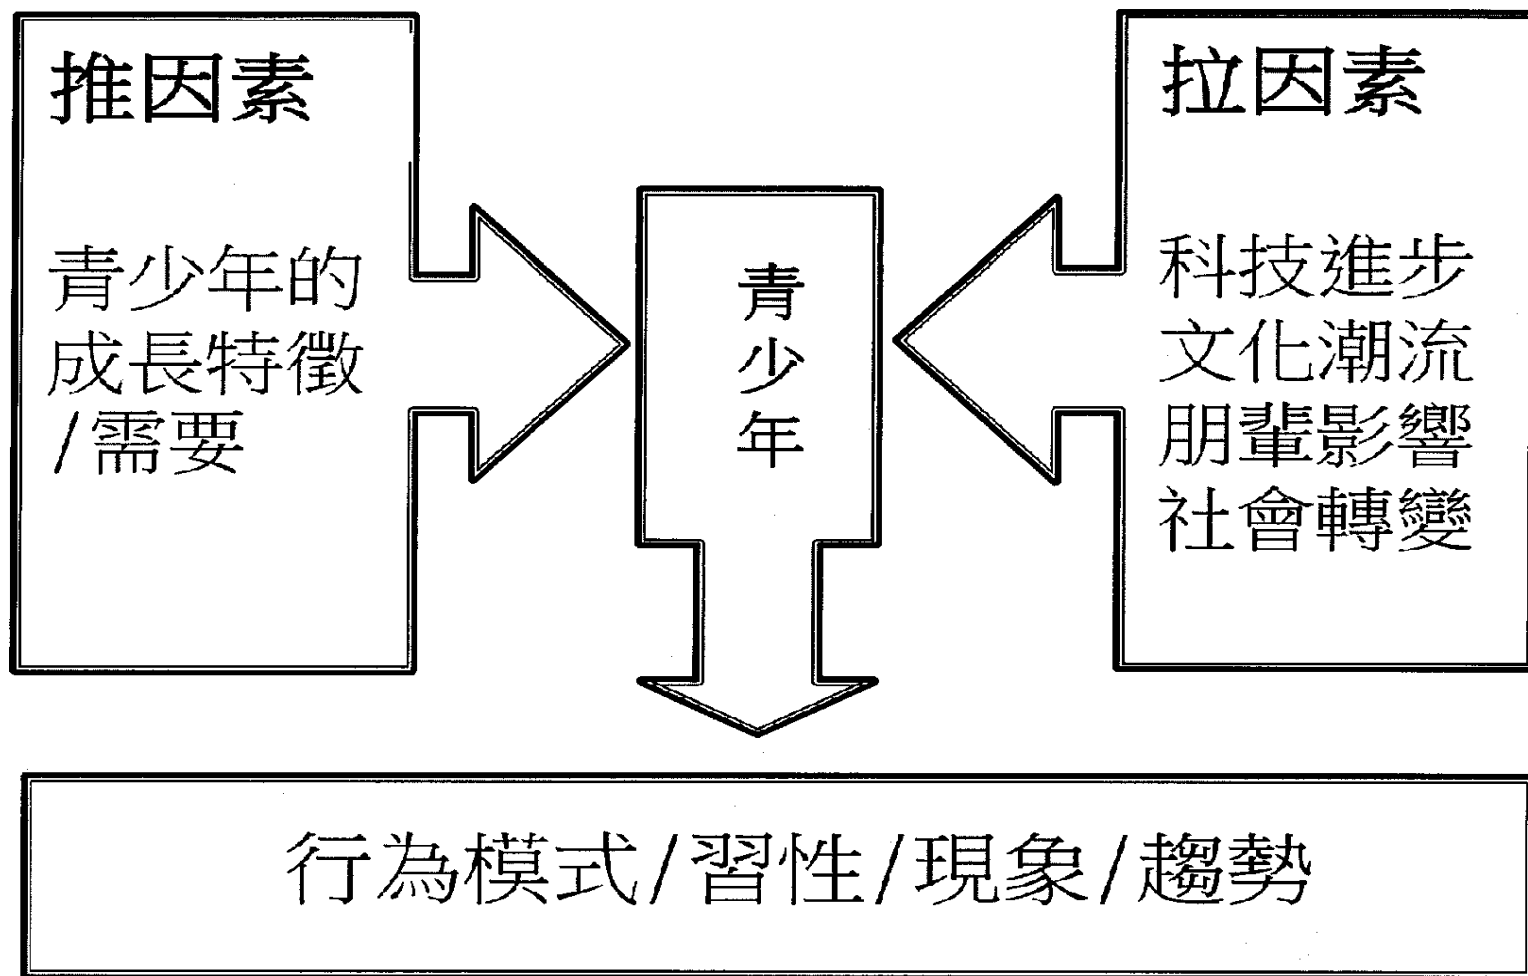 推因素
青少年的
成長特徵
/需要
青少年
拉因素
科技進步
文化潮流
朋輩影響
社會轉變
行為模式/習性/現象/趨勢